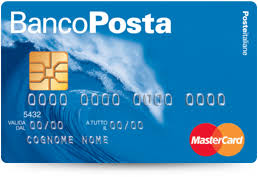 BancoPosta
Posteitaliane
0000 0000 0000 0000
5432
VALIDA DAL 00/00 A TUTTO IL 00/00
COGNOME NOME
MasterCard